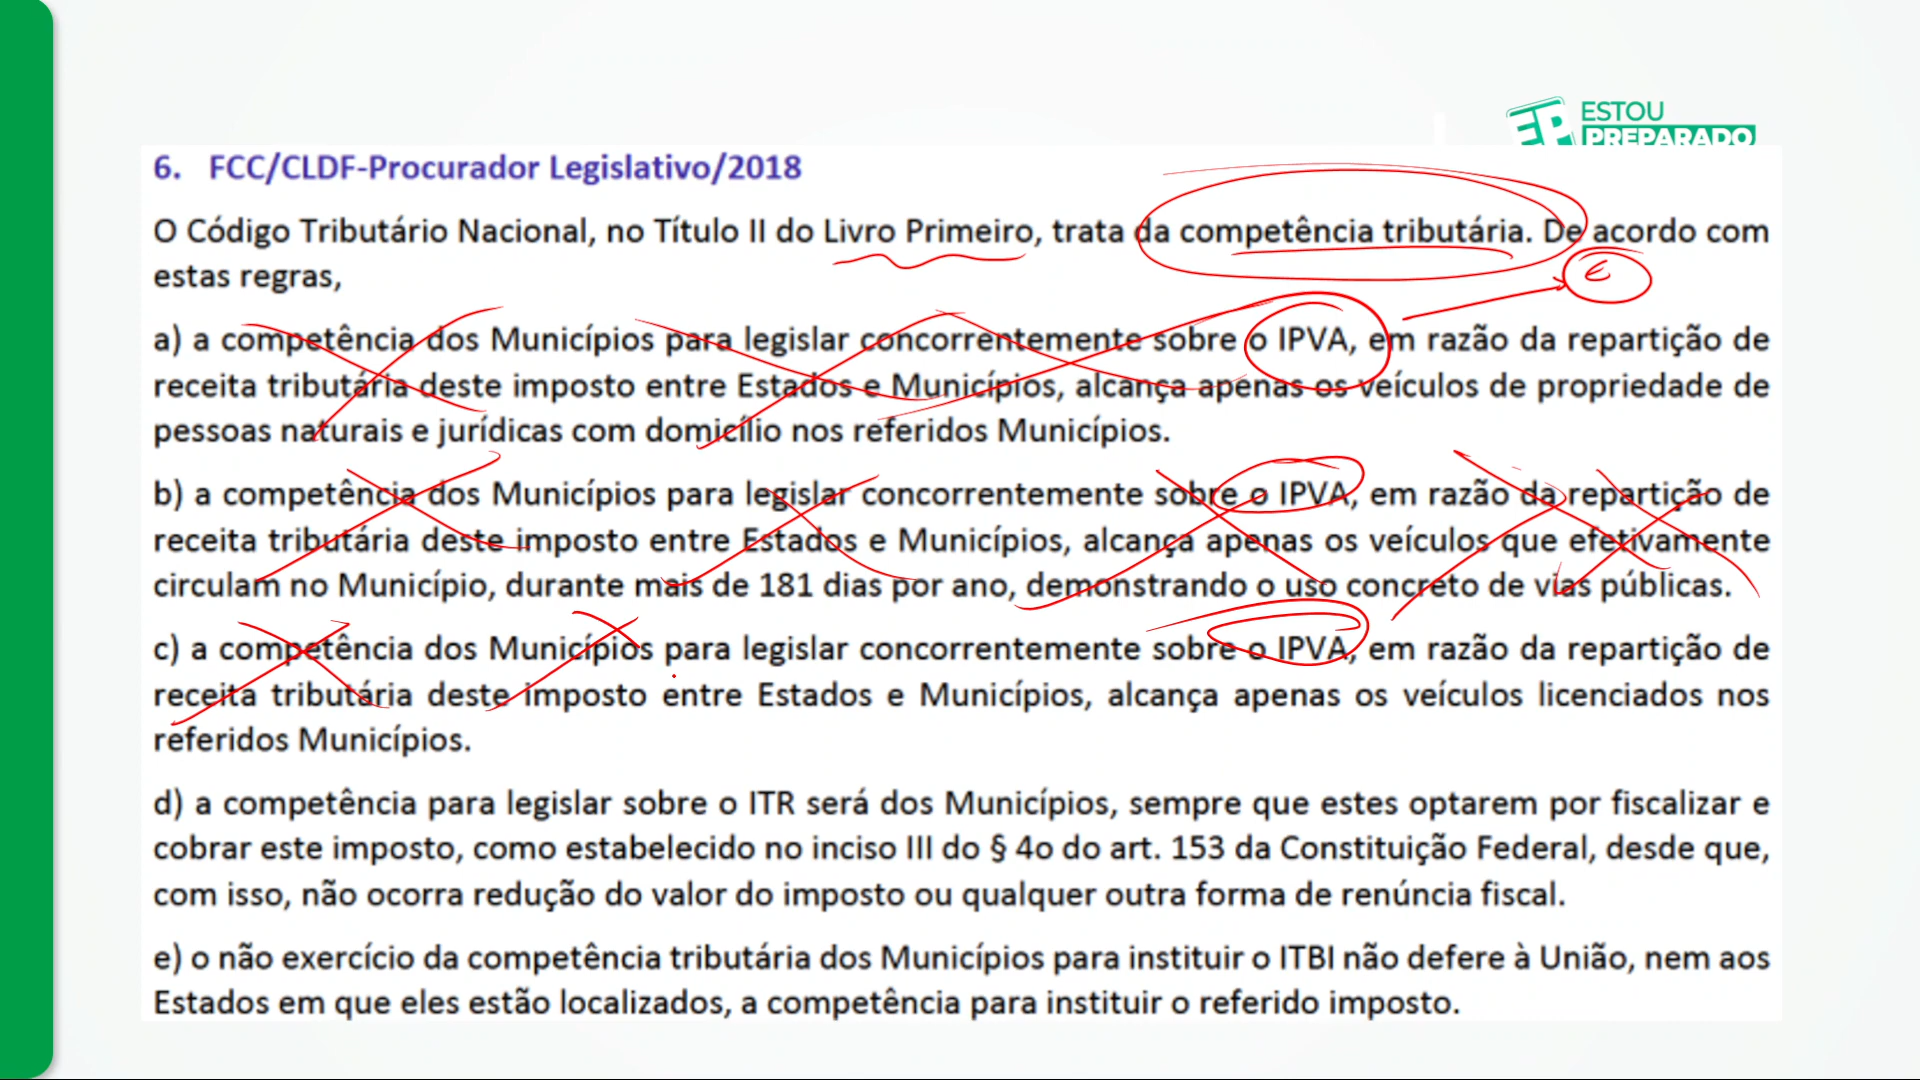 ESTOU
PREPARADO
6. FCC/CLDF-Procurador Legislativo/2018
O Código Tributário Nacional, no Título II do Livro Primeiro, trata da competência tributária. De acordo com
estas regras,
E
a) a competência dos Municípios para legislar concorrentemente sobre o IPVA, em razão da repartição de
receita tributária deste imposto entre Estados e Municípios, alcança apenas os veículos de propriedade de
pessoas naturais e jurídicas com domicílio nos referidos Municípios.
b) a competência dos Municípios para legislar concorrentemente sobre o IPVA, em razão da repartição de
receita tributária deste imposto entre Estados e Municípios, alcança apenas os veículos que efetivamente
circulam no Município, durante mais de 181 dias por ano, demonstrando o uso concreto de vias públicas.
c) a competência dos Municípios para legislar concorrentemente sobre o IPVA, em razão da repartição de
receita tributária deste imposto entre Estados e Municípios, alcança apenas os veículos licenciados nos
referidos Municípios.
d) a competência para legislar sobre o ITR será dos Municípios, sempre que estes optarem por fiscalizar e
cobrar este imposto, como estabelecido no inciso III do § 4o do art. 153 da Constituição Federal, desde que,
com isso, não ocorra redução do valor do imposto ou qualquer outra forma de renúncia fiscal.
e) o não exercício da competência tributária dos Municípios para instituir o ITBI não defere à União, nem aos
Estados em que eles estão localizados, a competência para instituir o referido imposto.